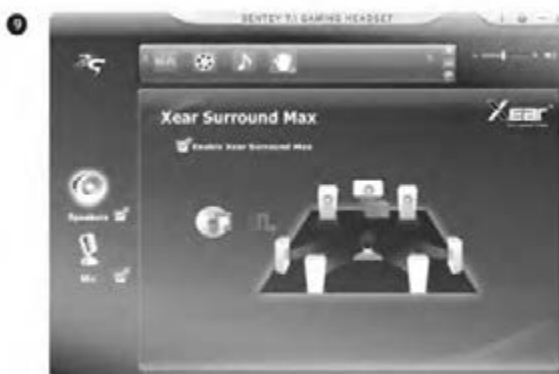 9
SENTEY 7.1 GAMING HEADSET
Xear Surround Max
Xear
Enable Xear Surround Max
Speakers
Mic